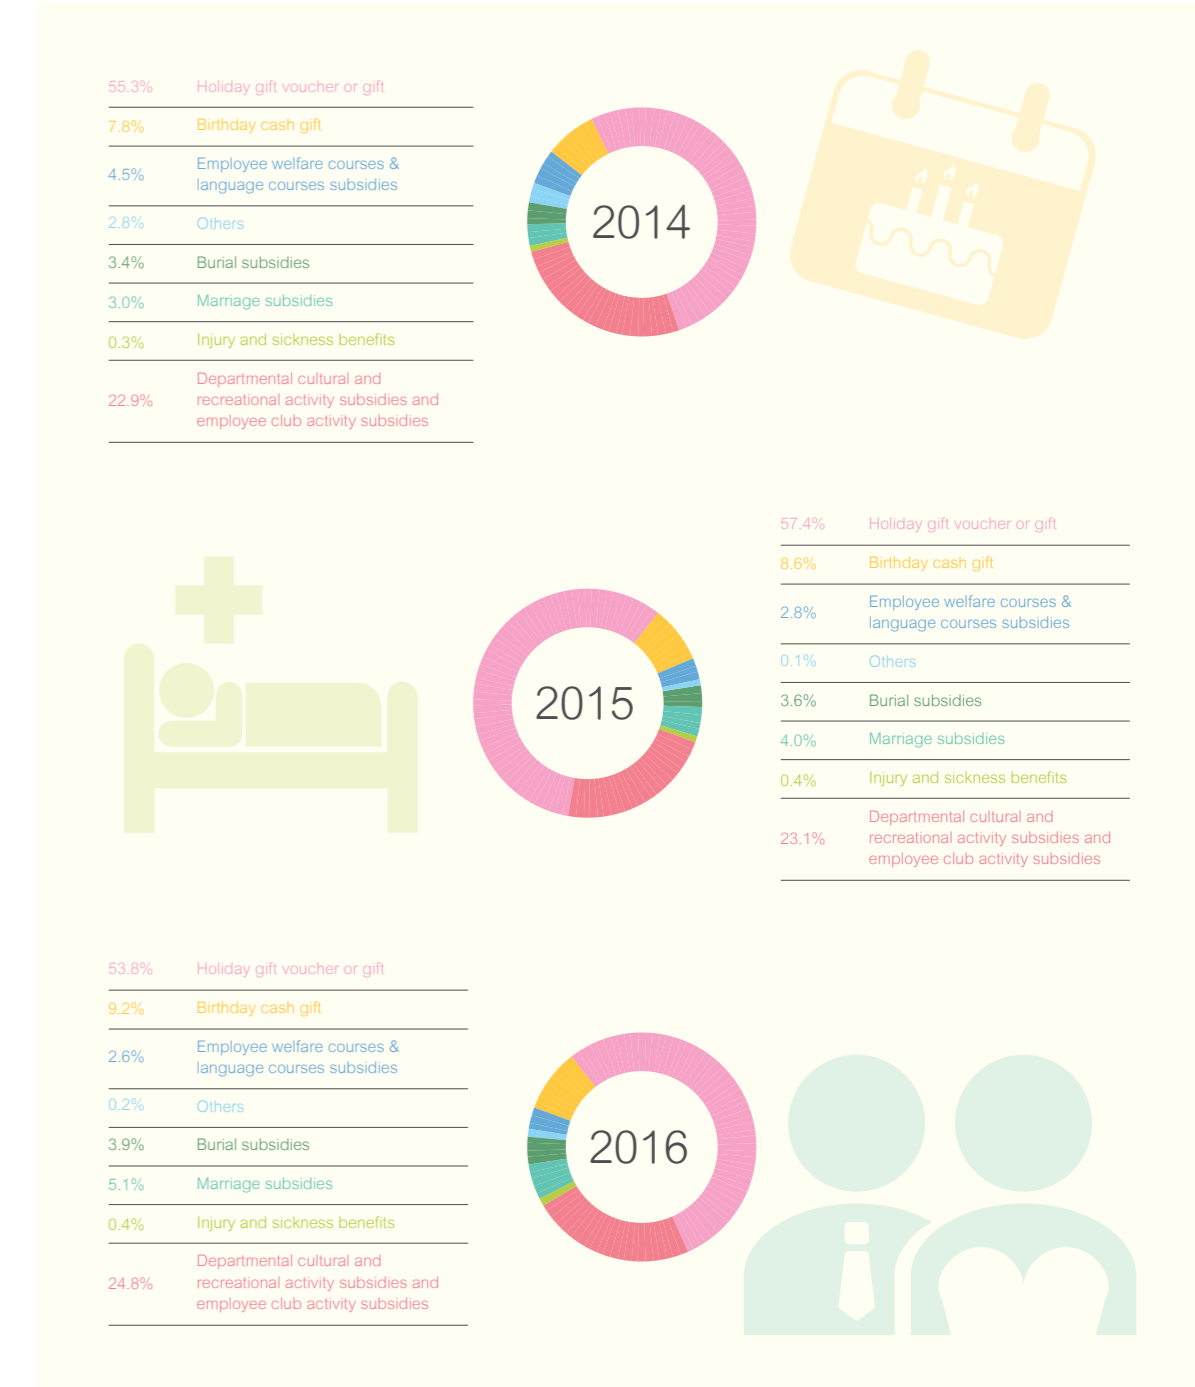 55.3% Holiday gift voucher or gift
7.8% Birthday cash gift
4.5% Employee welfare courses &
language courses subsidies
2.8% Others
3.4% Burial subsidies
3.0% Marriage subsidies
0.3% Injury and sickness benefits
22.9% Departmental cultural and
recreational activity subsidies and
employee club activity subsidies
2014
57.4% Holiday gift voucher or gift
8.6% Birthday cash gift
2.8% Employee welfare courses &
language courses subsidies
0.1% Others
3.6% Burial subsidies
4.0% Marriage subsidies
0.4% Injury and sickness benefits
23.1% Departmental cultural and
recreational activity subsidies and
employee club activity subsidies
2015
53.8% Holiday gift voucher or gift
9.2% Birthday cash gift
2.6% Employee welfare courses &
language courses subsidies
0.2% Others
3.9% Burial subsidies
5.1% Marriage subsidies
0.4% Injury and sickness benefits
24.8% Departmental cultural and
recreational activity subsidies and
employee club activity subsidies
2016